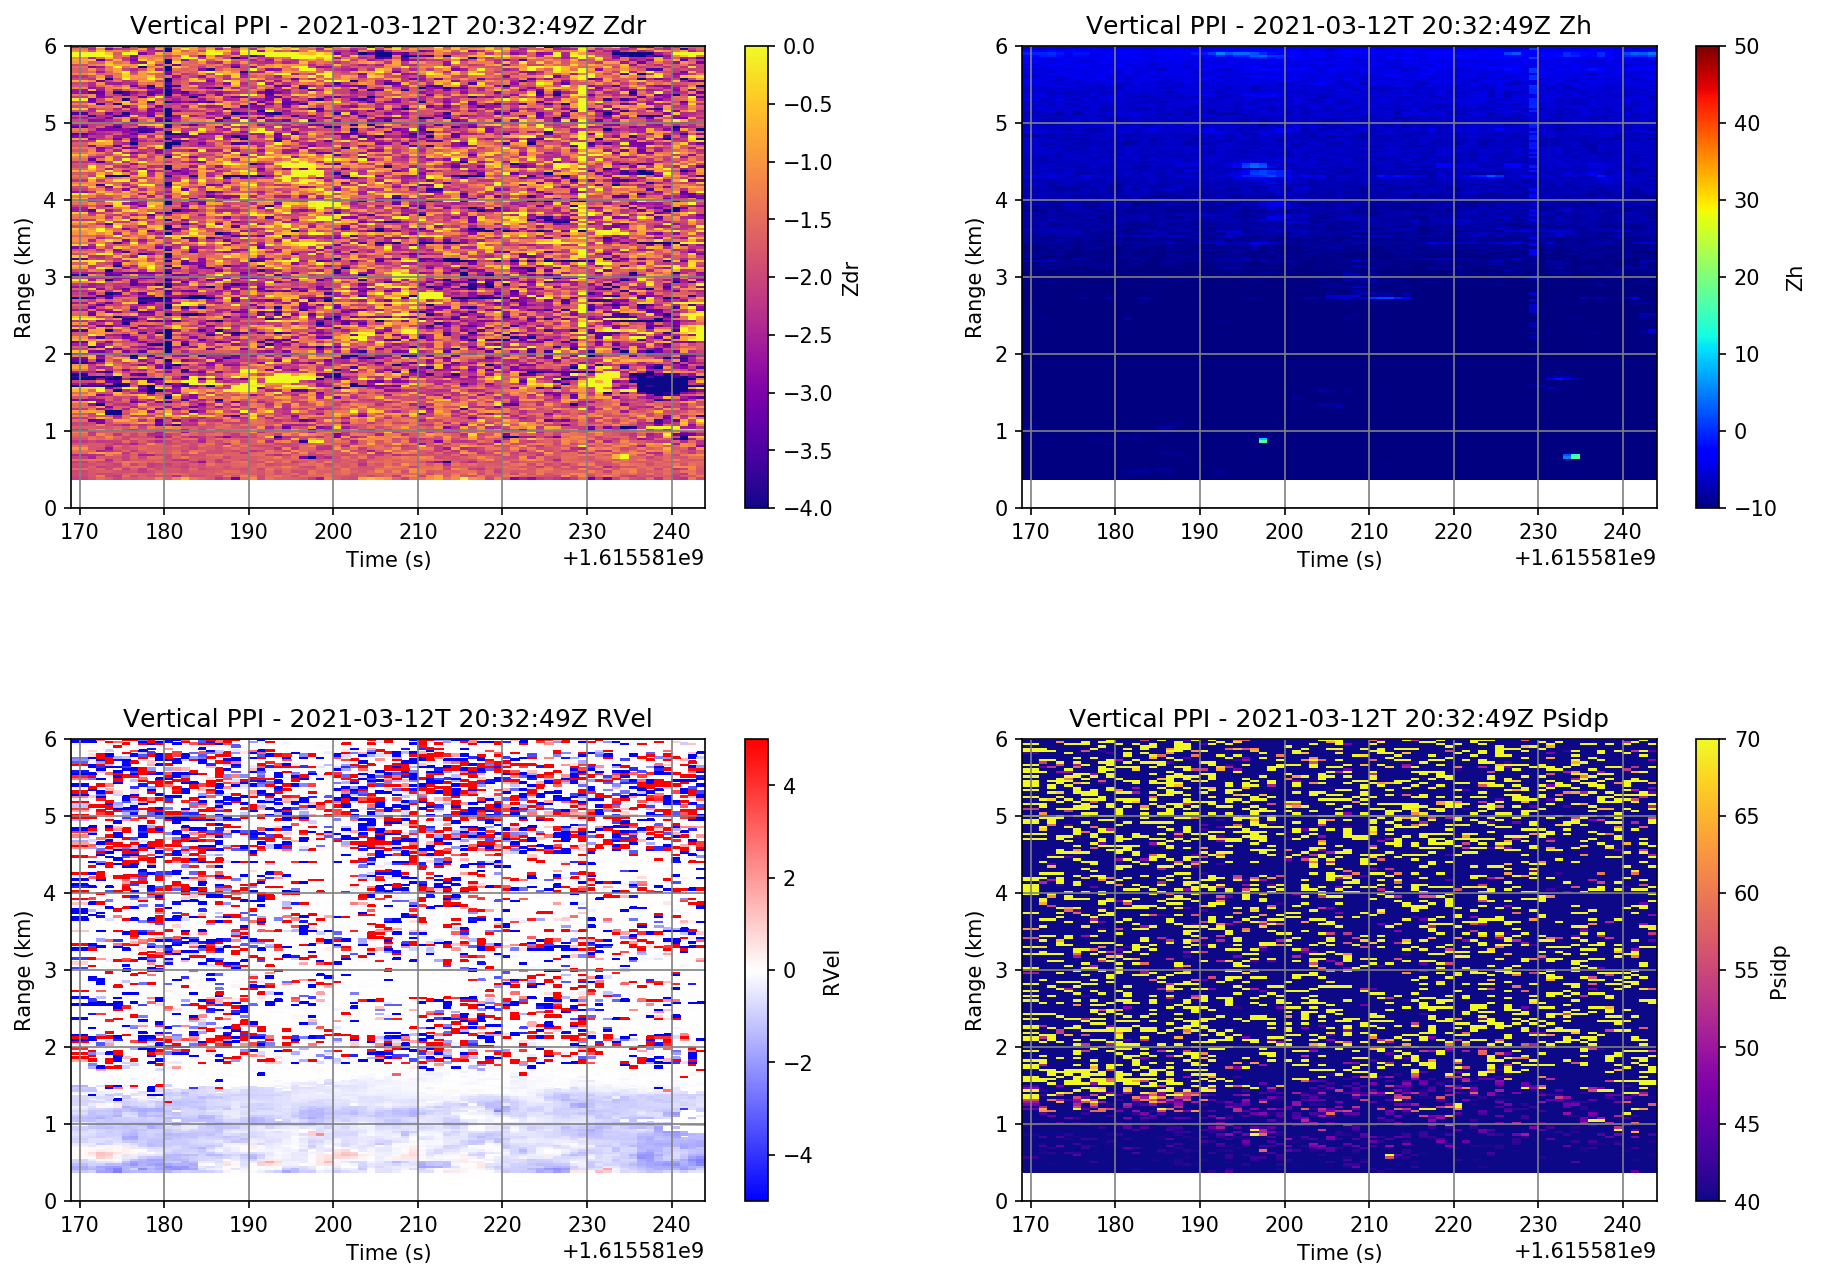 Vertical PPI - 2021-03-12T 20:32:49Z Zdr
6
5
4
3
2
1
0
Range (km)
170 180 190 200 210 220 230 240
Time (s)
+1.615581e9
0.0
−0.5
−1.0
−1.5
−2.0
−2.5
−3.0
−3.5
−4.0
Zdr
Vertical PPI - 2021-03-12T 20:32:49Z Zh
6
5
4
3
2
1
0
Range (km)
170 180 190 200 210 220 230 240
Time (s)
+1.615581e9
50
40
30
20
10
0
−10
Zh
Vertical PPI - 2021-03-12T 20:32:49Z RVel
6
5
4
3
2
1
0
Range (km)
170 180 190 200 210 220 230 240
Time (s)
+1.615581e9
4
2
0
−2
−4
RVel
Vertical PPI - 2021-03-12T 20:32:49Z Psidp
6
5
4
3
2
1
0
Range (km)
170 180 190 200 210 220 230 240
Time (s)
+1.615581e9
70
65
60
55
50
45
40
Psidp